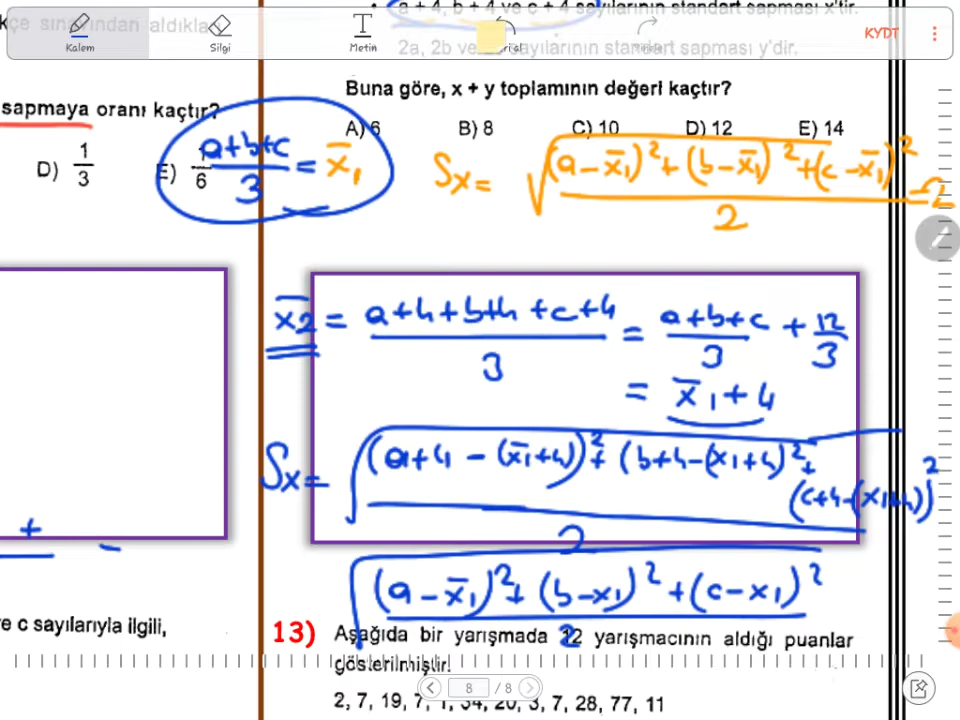 a + 4, b + 4 ve c + 4 sayılarının standart sapması x'tir.
Kalem
Silgi
Metin
KYDT
2a, 2b ve sayılarının standart sapması y'dir.
sınından aldıkla
sapmaya oranı kaçtır?
D) 1/3
E) 1/6
(a+b+c)/3 = x̄₁
Buna göre, x + y toplamının değeri kaçtır?
A) 6 B) 8 C) 10 D) 12 E) 14
Sx = √(((a - x̄₁)² + (b - x̄₁)² + (c - x̄₁)²)/2) = 2
x̄2 = (a+4+b+4+c+4)/3 = (a+b+c)/3 + 12/3
= x̄₁ + 4
Sx = √(((a+4 - (x̄₁+4))² + (b+4-(x₁+4)² + (c+4-(x₁+4))²)/2)
√(((a - x̄₁)² + (b-x₁)² + (c-x₁)²)/2)
+
-
e c sayılarıyla ilgili,
13) Aşağıda bir yarışmada 12 yarışmacının aldığı puanlar
gösterilmiştir.
8 / 8
2, 7, 19, 7, 1, 34, 20, 3, 7, 28, 77, 11